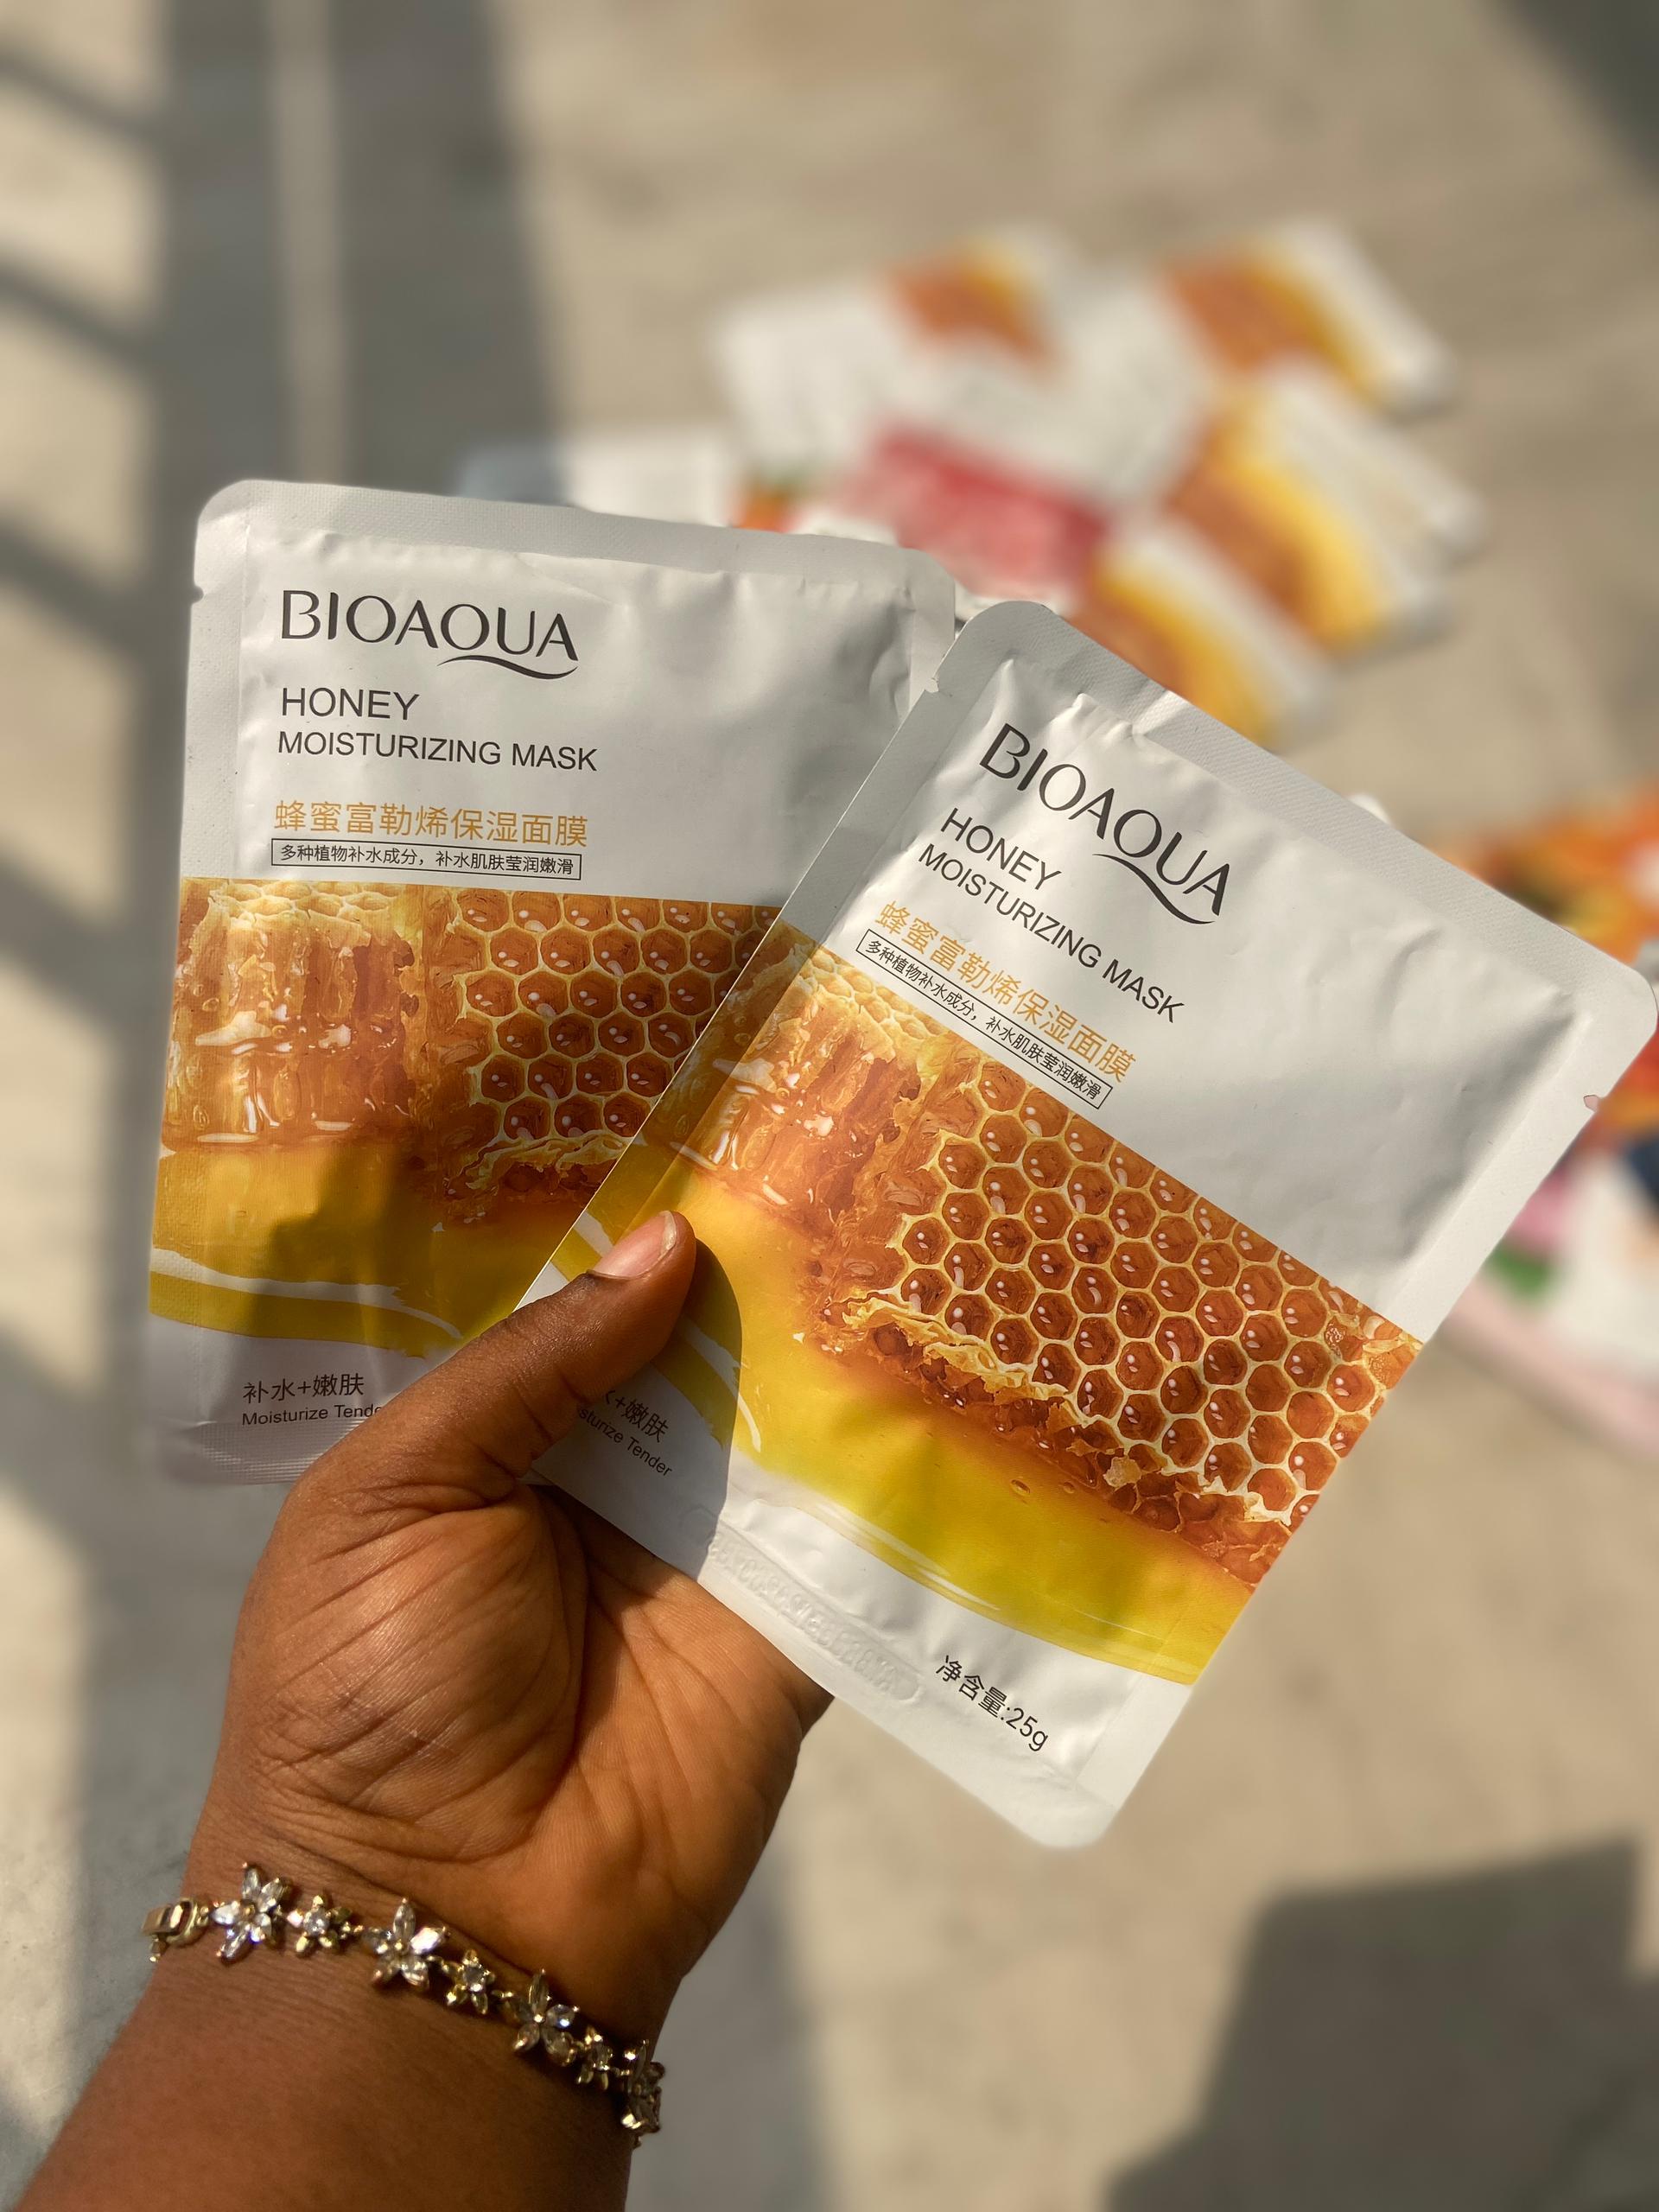 BIOAQUA
HONEY
MOISTURIZING MASK
蜂蜜富勒烯保湿面膜
多种植物补水成分，补水肌肤莹润嫩滑
补水+嫩肤
Moisturize
BIOAQUA
HONEY
MOISTURIZING MASK
蜂蜜富勒烯保湿面膜
多种植物补水成分，补水肌肤莹润嫩滑
+嫩肤
Tender
净含量:25g